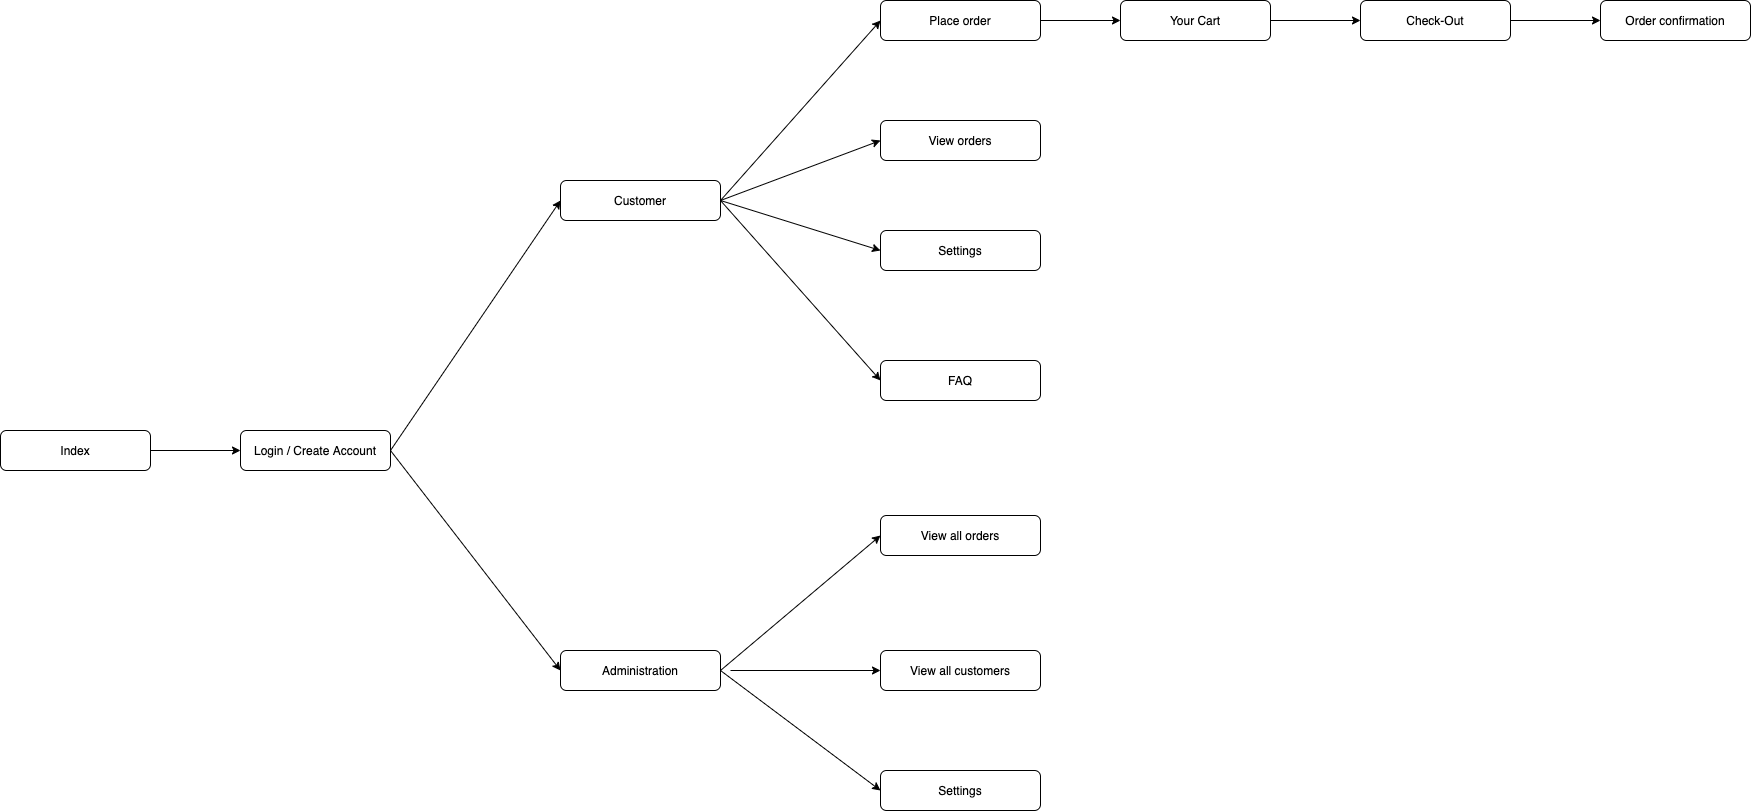 Place order
Your Cart
Check-Out
Order confirmation
View orders
Customer
Settings
FAQ
Index
Login / Create Account
View all orders
Administration
View all customers
Settings